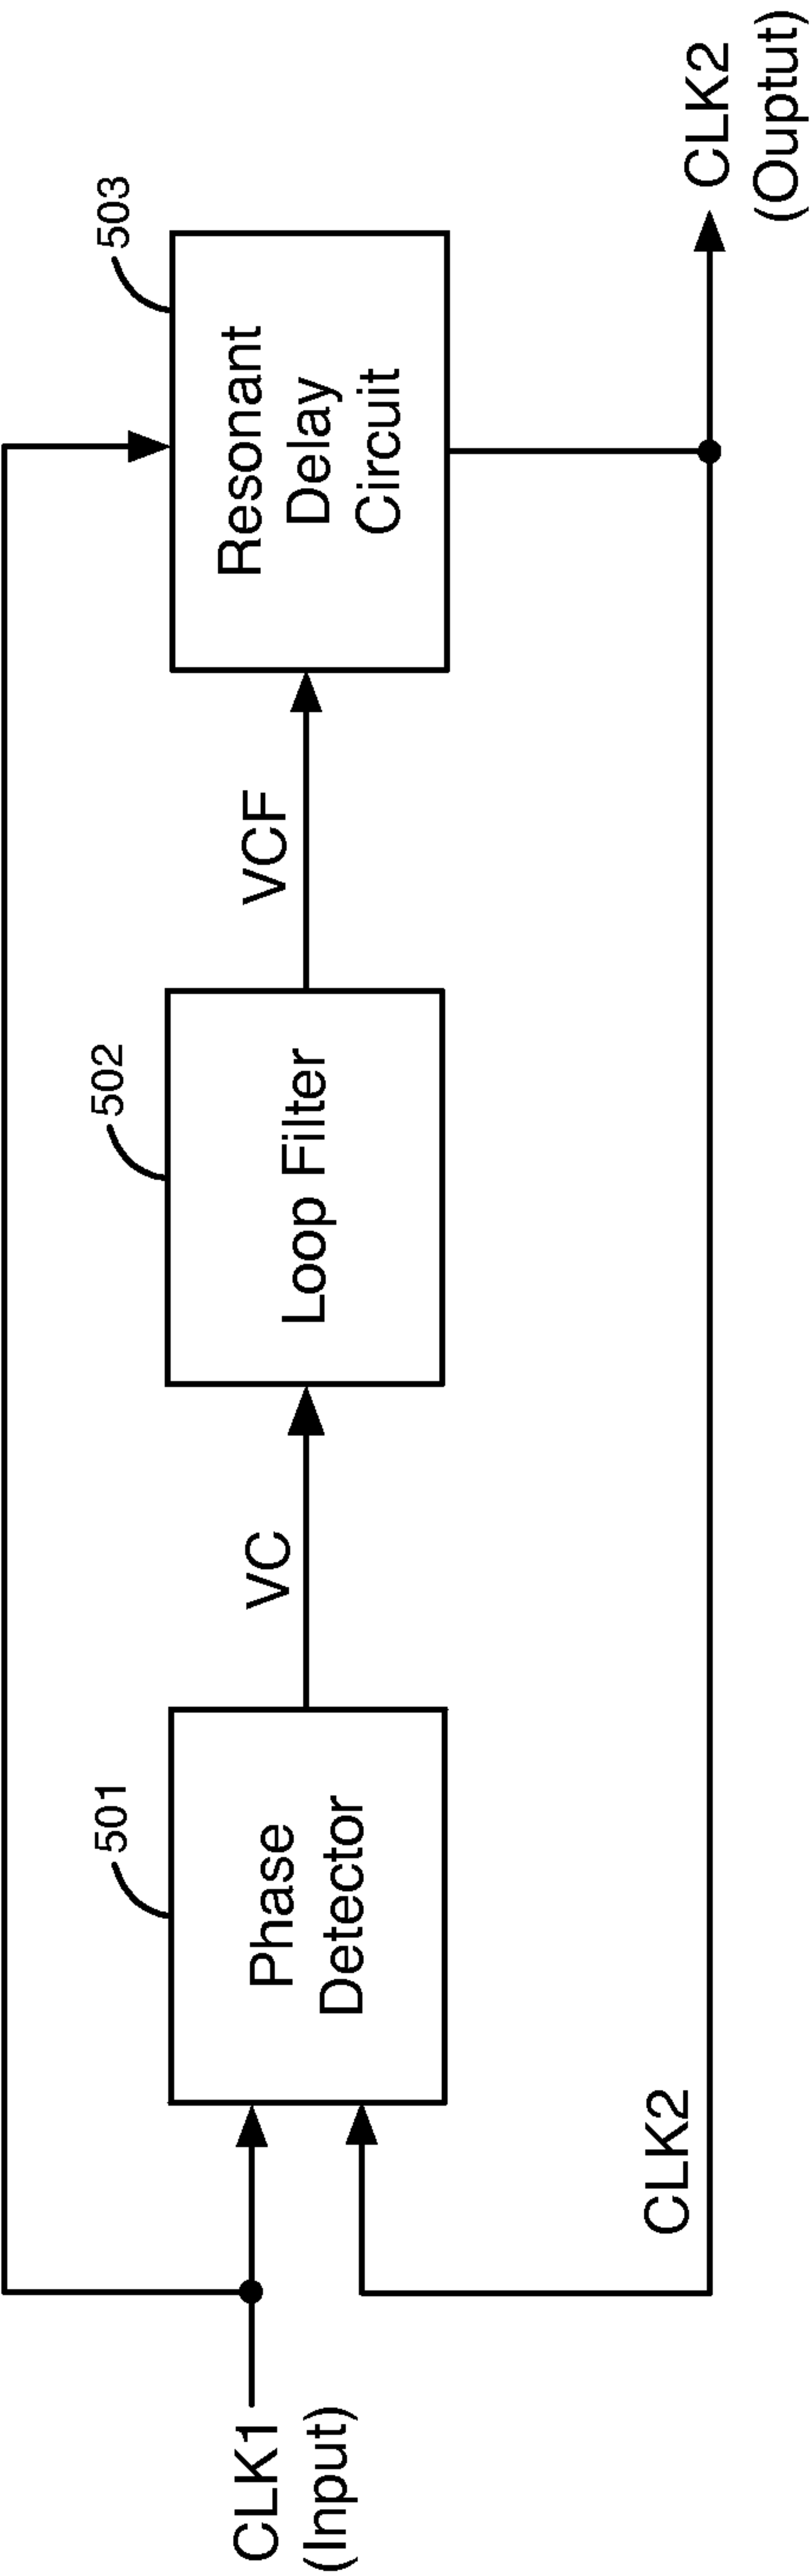 501
502
503
CLK1
(Input)
Phase
Detector
VC
Loop Filter
VCF
Resonant
Delay
Circuit
CLK2
CLK2
(Ouptut)